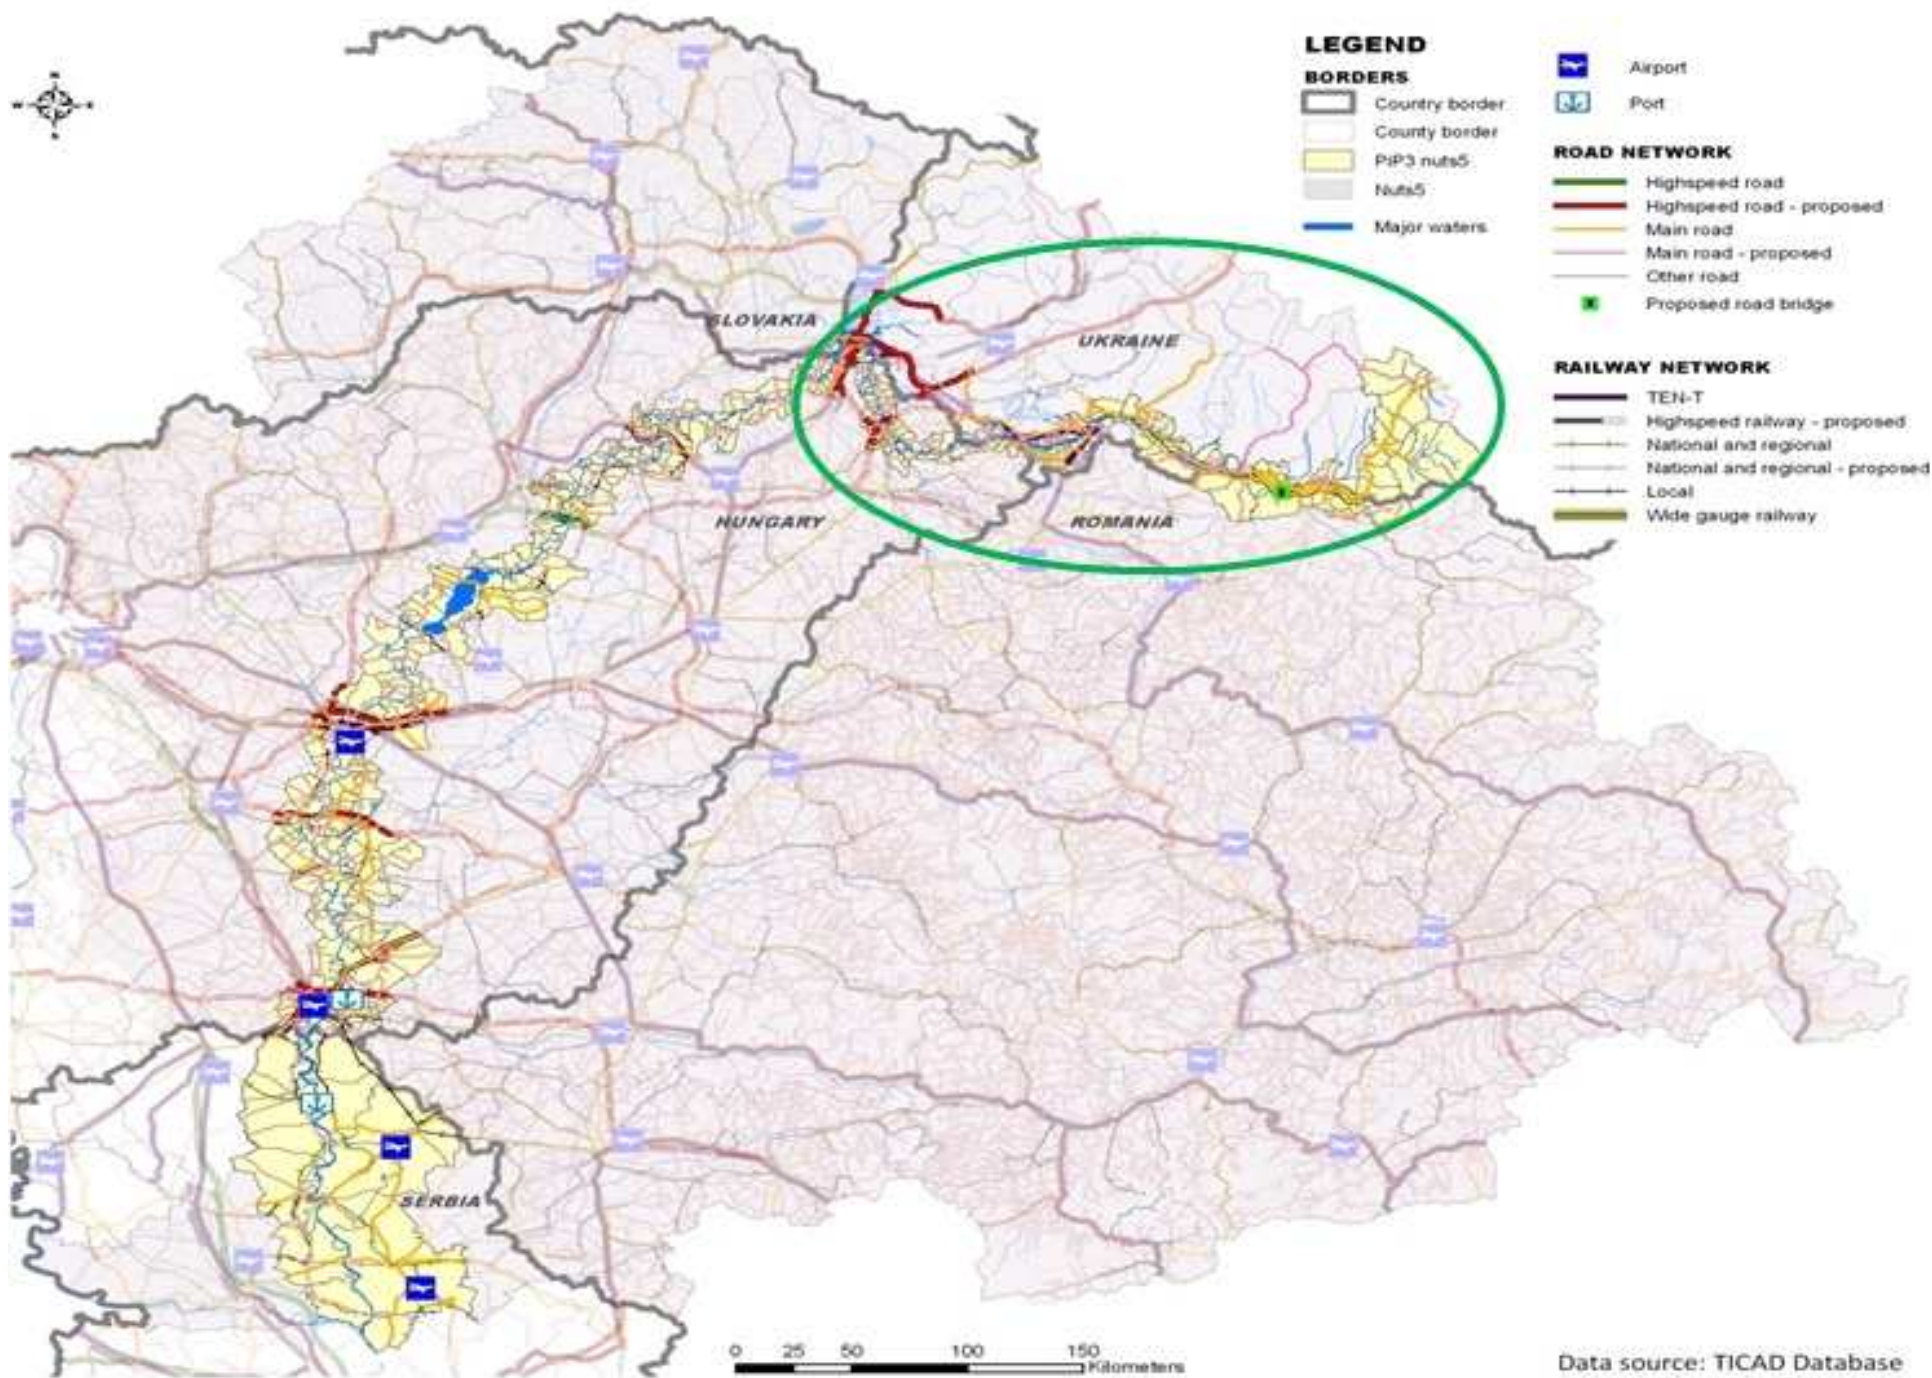 N
W
E
S
LEGEND
BORDERS
Country border
County border
PiP3 nuts5
Nuts5
Major waters
Airport
Port
ROAD NETWORK
Highspeed road
Highspeed road - proposed
Main road
Main road - proposed
Other road
Proposed road bridge
RAILWAY NETWORK
TEN-T
Highspeed railway - proposed
National and regional
National and regional - proposed
Local
Wide gauge railway
SLOVAKIA
UKRAINE
HUNGARY
ROMANIA
SERBIA
0 25 50 100 150
Kilometers
Data source: TICAD Database